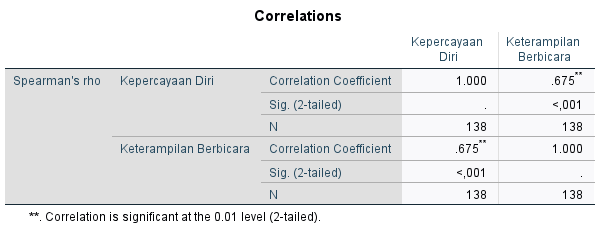 Correlations
Kepercayaan Diri Keterampilan Berbicara
Spearman's rho Kepercayaan Diri Correlation Coefficient 1.000 .675**
Sig. (2-tailed) . <,001
N 138 138
Keterampilan Berbicara Correlation Coefficient .675** 1.000
Sig. (2-tailed) <,001 .
N 138 138
**. Correlation is significant at the 0.01 level (2-tailed).